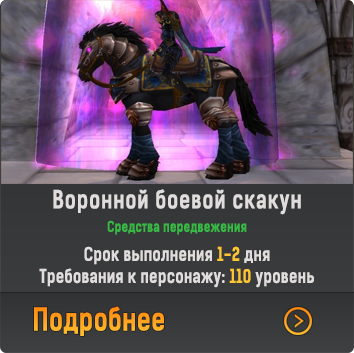 Воронной боевой скакун
Средства передвежения
Срок выполнения 1-2 дня
Требования к персонажу: 110 уровень
Подробнее